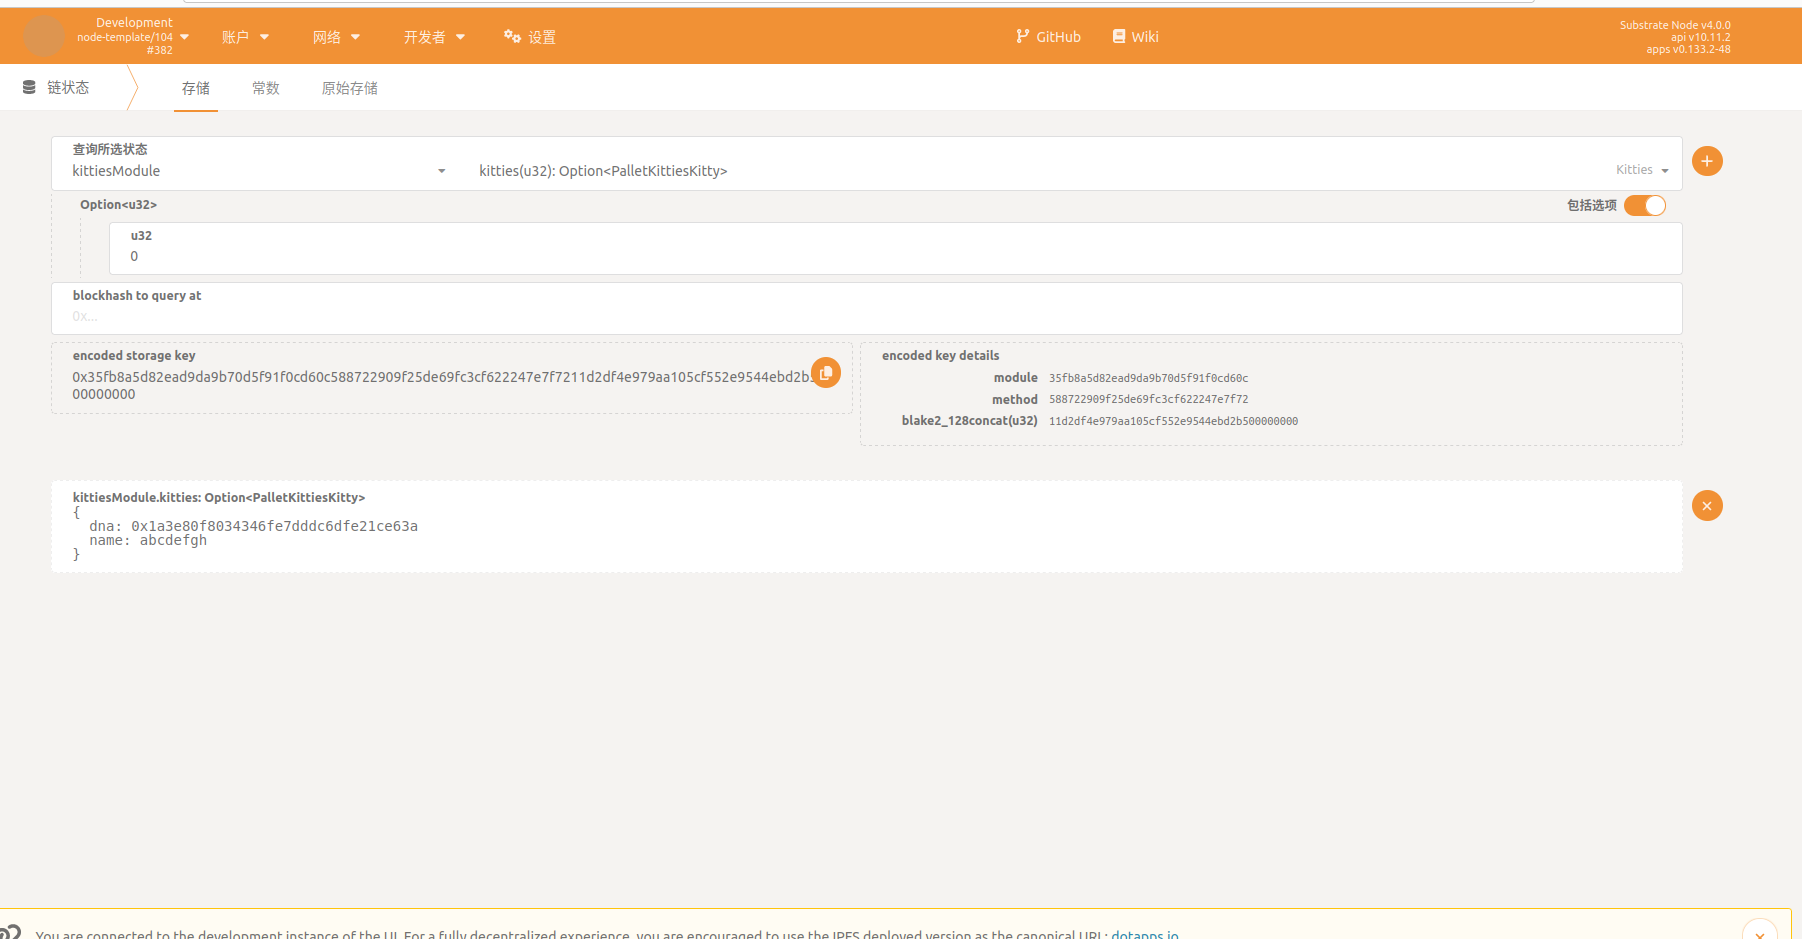 Development
node-template/104
#382
账户
网络
开发者
设置
GitHub
Wiki
Substrate Node v4.0.0
api v10.11.2
apps v0.133.2-48
链状态
存储
常数
原始存储
查询所选状态
kittiesModule
kitties(u32): Option<PalletKittiesKitty>
Kitties
Option<u32>
包括选项
u32
0
blockhash to query at
0x...
encoded storage key
0x35fb8a5d82ead9da9b70d5f91f0cd60c588722909f25de69fc3cf622247e7f7211d2df4e979aa105cf552e9544ebd2b5
00000000
encoded key details
module 35fb8a5d82ead9da9b70d5f91f0cd60c
method 588722909f25de69fc3cf622247e7f72
blake2_128concat(u32) 11d2df4e979aa105cf552e9544ebd2b500000000
kittiesModule.kitties: Option<PalletKittiesKitty>
{
dna: 0x1a3e80f8034346fe7dddc6dfe21ce63a
name: abcdefgh
}
You are connected to the development instance of the UI. For a fully decentralized experience, you are encouraged to use the IPFS deployed version as the canonical URL: dotapps.io